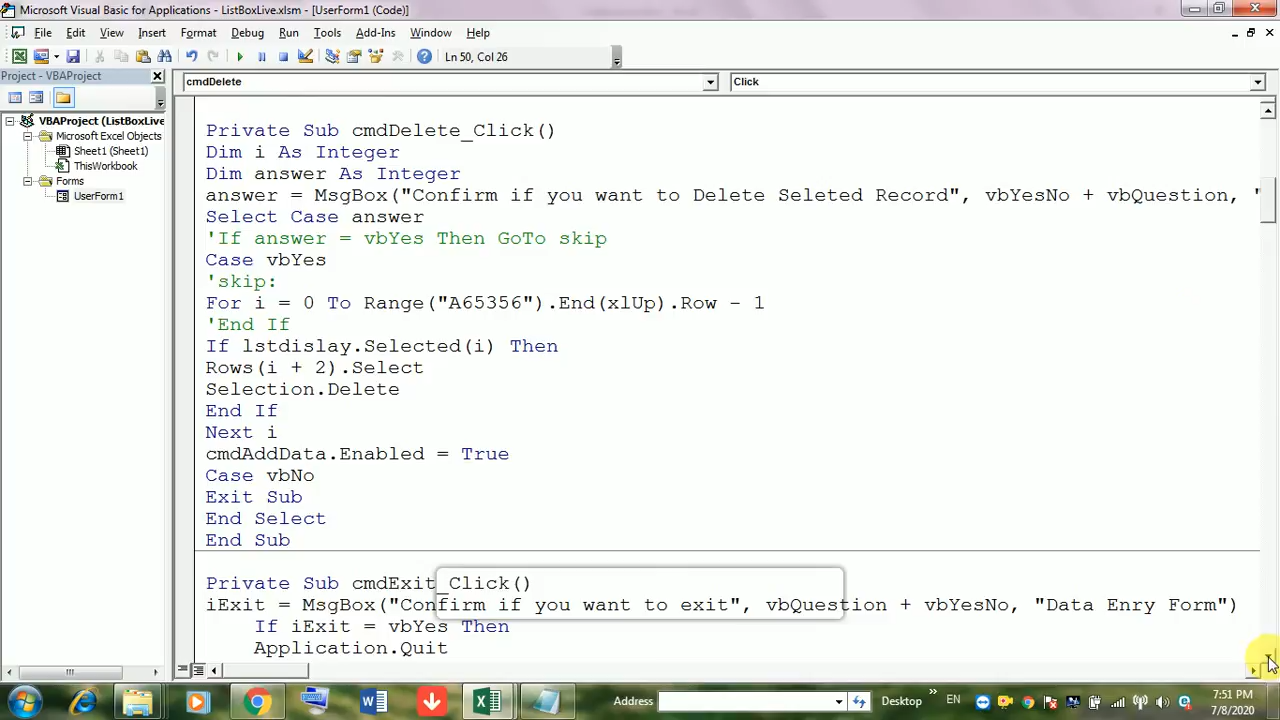 Microsoft Visual Basic for Applications - ListBoxLive.xlsm - [UserForm1 (Code)]
File Edit View Insert Format Debug Run Tools Add-Ins Window Help
Ln 50, Col 26
Project - VBAProject
cmdDelete
Click
VBAProject (ListBoxLive
Microsoft Excel Objects
Sheet1 (Sheet1)
ThisWorkbook
Forms
UserForm1
Private Sub cmdDelete_Click()
Dim i As Integer
Dim answer As Integer
answer = MsgBox("Confirm if you want to Delete Seleted Record", vbYesNo + vbQuestion, "
Select Case answer
'If answer = vbYes Then GoTo skip
Case vbYes
'skip:
For i = 0 To Range("A65356").End(xlUp).Row - 1
'End If
If lstdislay.Selected(i) Then
Rows(i + 2).Select
Selection.Delete
End If
Next i
cmdAddData.Enabled = True
Case vbNo
Exit Sub
End Select
End Sub
Private Sub cmdExit_Click()
iExit = MsgBox("Confirm if you want to exit", vbQuestion + vbYesNo, "Data Enry Form")
If iExit = vbYes Then
Application.Quit
Address
Desktop
EN
7:51 PM
7/8/2020